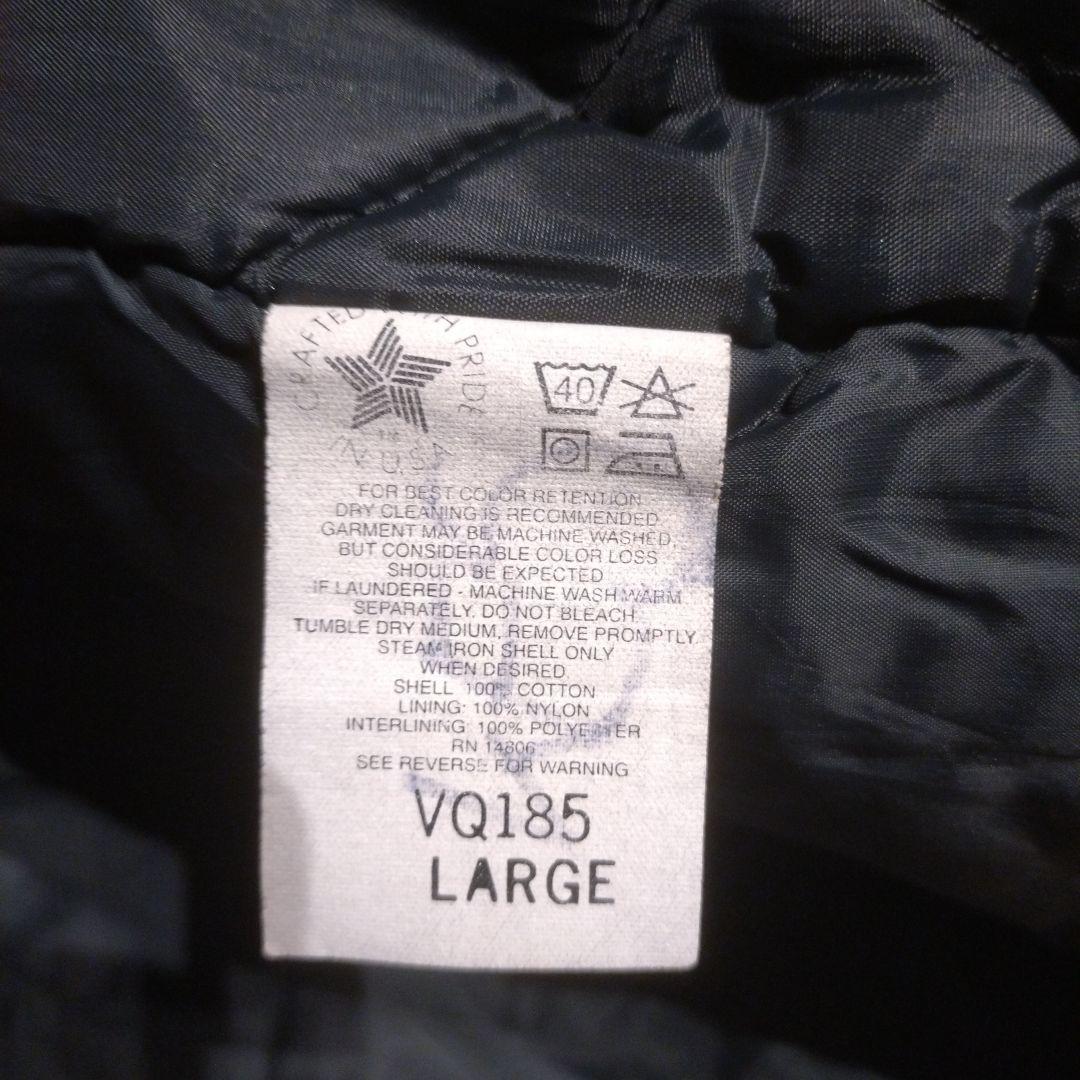 CRAFTED WITH PRIDE
IN U.S.A
40
FOR BEST COLOR RETENTION
DRY CLEANING IS RECOMMENDED
GARMENT MAY BE MACHINE WASHED,
BUT CONSIDERABLE COLOR LOSS
SHOULD BE EXPECTED
IF LAUNDERED - MACHINE WASH WARM
SEPARATELY. DO NOT BLEACH
TUMBLE DRY MEDIUM, REMOVE PROMPTLY.
STEAM IRON SHELL ONLY
WHEN DESIRED
SHELL 100% COTTON
LINING: 100% NYLON
INTERLINING: 100% POLYESTER
RN 14806
SEE REVERSE FOR WARNING
VQ185
LARGE